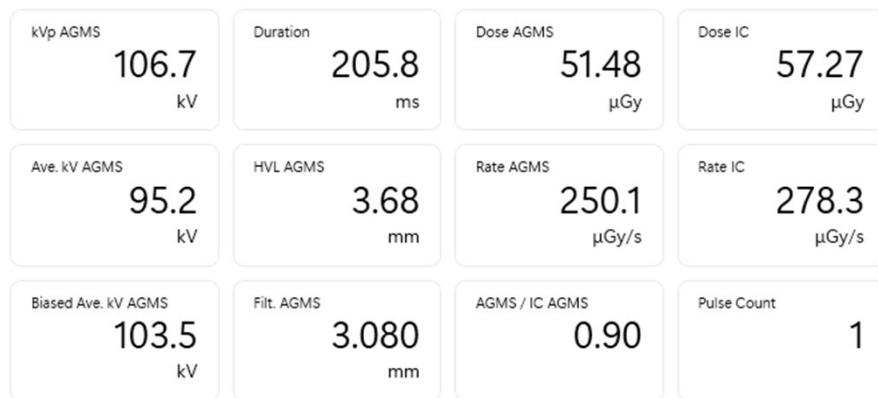 kVp AGMS
106.7
kV
Duration
205.8
ms
Dose AGMS
51.48
µGy
Dose IC
57.27
µGy
Ave. kV AGMS
95.2
kV
HVL AGMS
3.68
mm
Rate AGMS
250.1
µGy/s
Rate IC
278.3
µGy/s
Biased Ave. kV AGMS
103.5
kV
Filt. AGMS
3.080
mm
AGMS / IC AGMS
0.90
Pulse Count
1